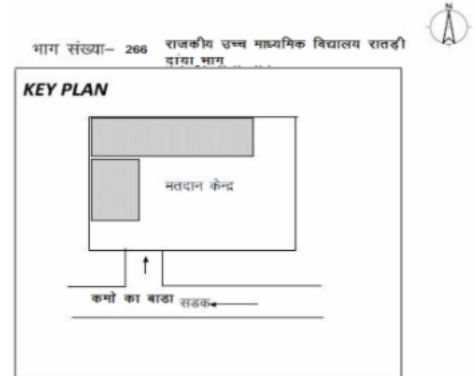 N
भाग संख्या– 266 राजकीय उच्च माध्यमिक विद्यालय रातड़ी
दांया भाग
KEY PLAN
मतदान केन्द्र
कमो का बाडा सडक